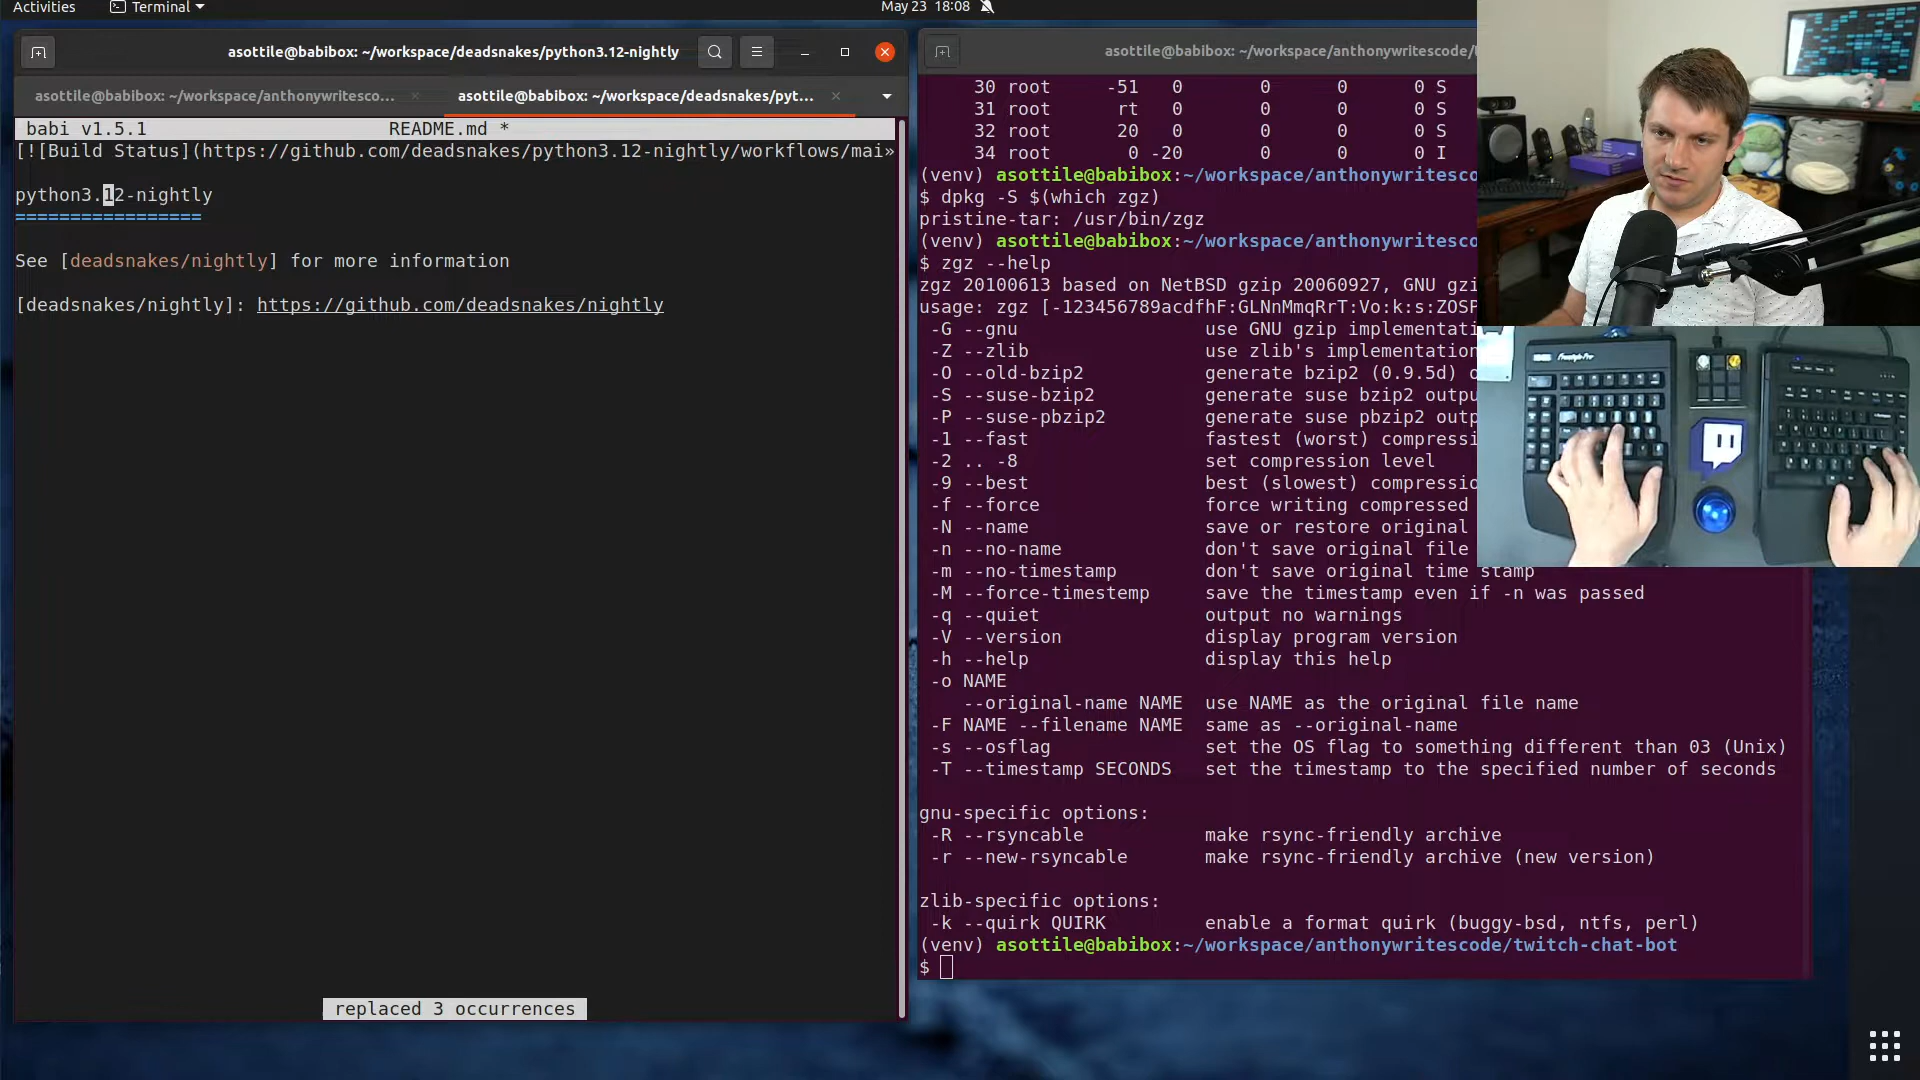 Activities
Terminal
May 23 18:08
asottile@babibox: ~/workspace/deadsnakes/python3.12-nightly
asottile@babibox: ~/workspace/anthonywritesco...
asottile@babibox: ~/workspace/deadsnakes/pyt...
babi v1.5.1 README.md *
[![Build Status](https://github.com/deadsnakes/python3.12-nightly/workflows/mai»
python3.12-nightly
=================
See [deadsnakes/nightly] for more information
[deadsnakes/nightly]: https://github.com/deadsnakes/nightly
replaced 3 occurrences
asottile@babibox: ~/workspace/anthonywritescode/
30 root -51 0 0 0 S
31 root rt 0 0 0 S
32 root 20 0 0 0 S
34 root 0 -20 0 0 I
(venv) asottile@babibox:~/workspace/anthonywritesco
$ dpkg -S $(which zgz)
pristine-tar: /usr/bin/zgz
(venv) asottile@babibox:~/workspace/anthonywritesco
$ zgz --help
zgz 20100613 based on NetBSD gzip 20060927, GNU gzi
usage: zgz [-123456789acdfhF:GLNnMmqRrT:Vo:k:s:ZOSP
-G --gnu use GNU gzip implementati
-Z --zlib use zlib's implementation
-O --old-bzip2 generate bzip2 (0.9.5d) o
-S --suse-bzip2 generate suse bzip2 outpu
-P --suse-pbzip2 generate suse pbzip2 outp
-1 --fast fastest (worst) compressi
-2 .. -8 set compression level
-9 --best best (slowest) compressio
-f --force force writing compressed
-N --name save or restore original
-n --no-name don't save original file
-m --no-timestamp don't save original time stamp
-M --force-timestemp save the timestamp even if -n was passed
-q --quiet output no warnings
-V --version display program version
-h --help display this help
-o NAME
--original-name NAME use NAME as the original file name
-F NAME --filename NAME same as --original-name
-s --osflag set the OS flag to something different than 03 (Unix)
-T --timestamp SECONDS set the timestamp to the specified number of seconds
gnu-specific options:
-R --rsyncable make rsync-friendly archive
-r --new-rsyncable make rsync-friendly archive (new version)
zlib-specific options:
-k --quirk QUIRK enable a format quirk (buggy-bsd, ntfs, perl)
(venv) asottile@babibox:~/workspace/anthonywritescode/twitch-chat-bot
$